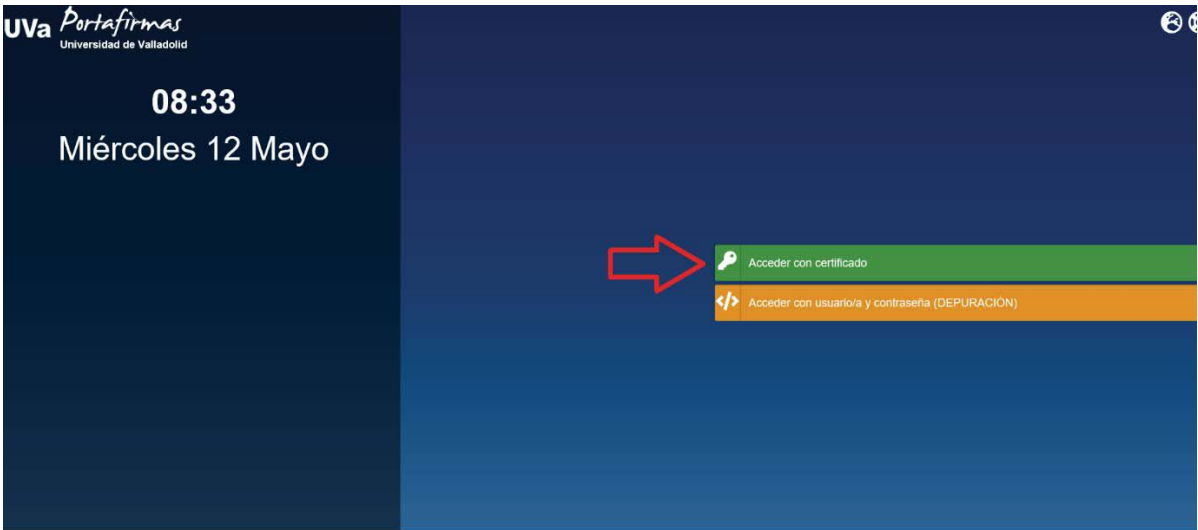 UVa Portafirmas
Universidad de Valladolid
08:33
Miércoles 12 Mayo
Acceder con certificado
</> Acceder con usuario/a y contraseña (DEPURACIÓN)